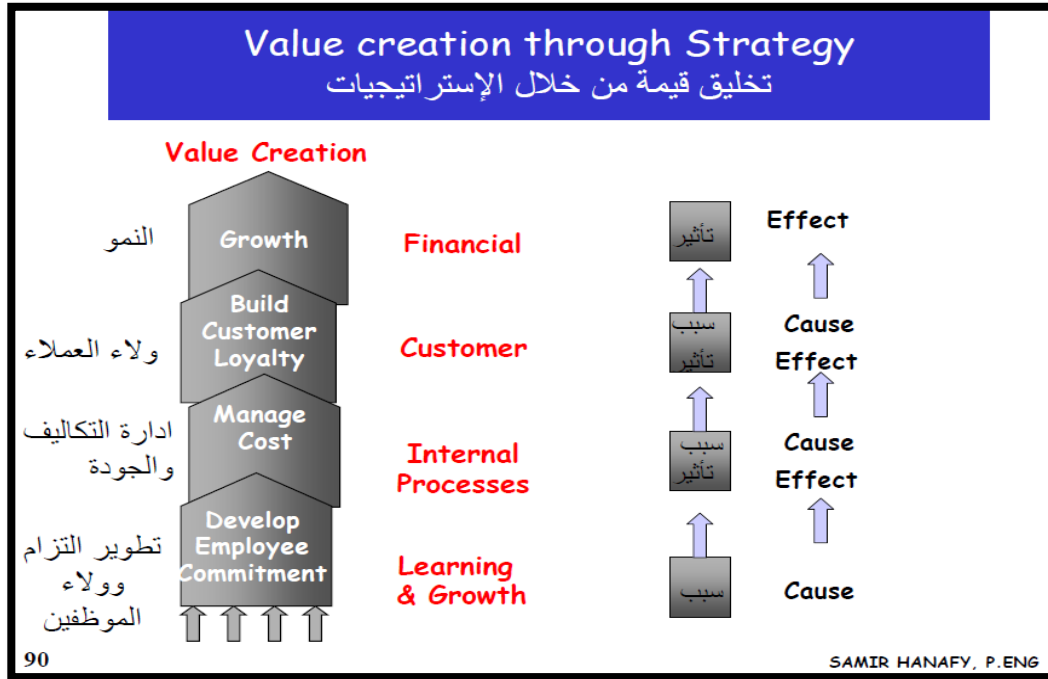 Value creation through Strategy
تخليق قيمة من خلال الإستراتيجيات
Value Creation
النمو
Growth
Financial
تأثير
Effect
ولاء العملاء
Build
Customer
Loyalty
Customer
سبب
تأثير
Cause
Effect
ادارة التكاليف
والجودة
Manage
Cost
Internal
Processes
سبب
تأثير
Cause
Effect
تطوير التزام
وولاء
الموظفين
Develop
Employee
Commitment
Learning
& Growth
سبب
Cause
90
SAMIR HANAFY, P.ENG